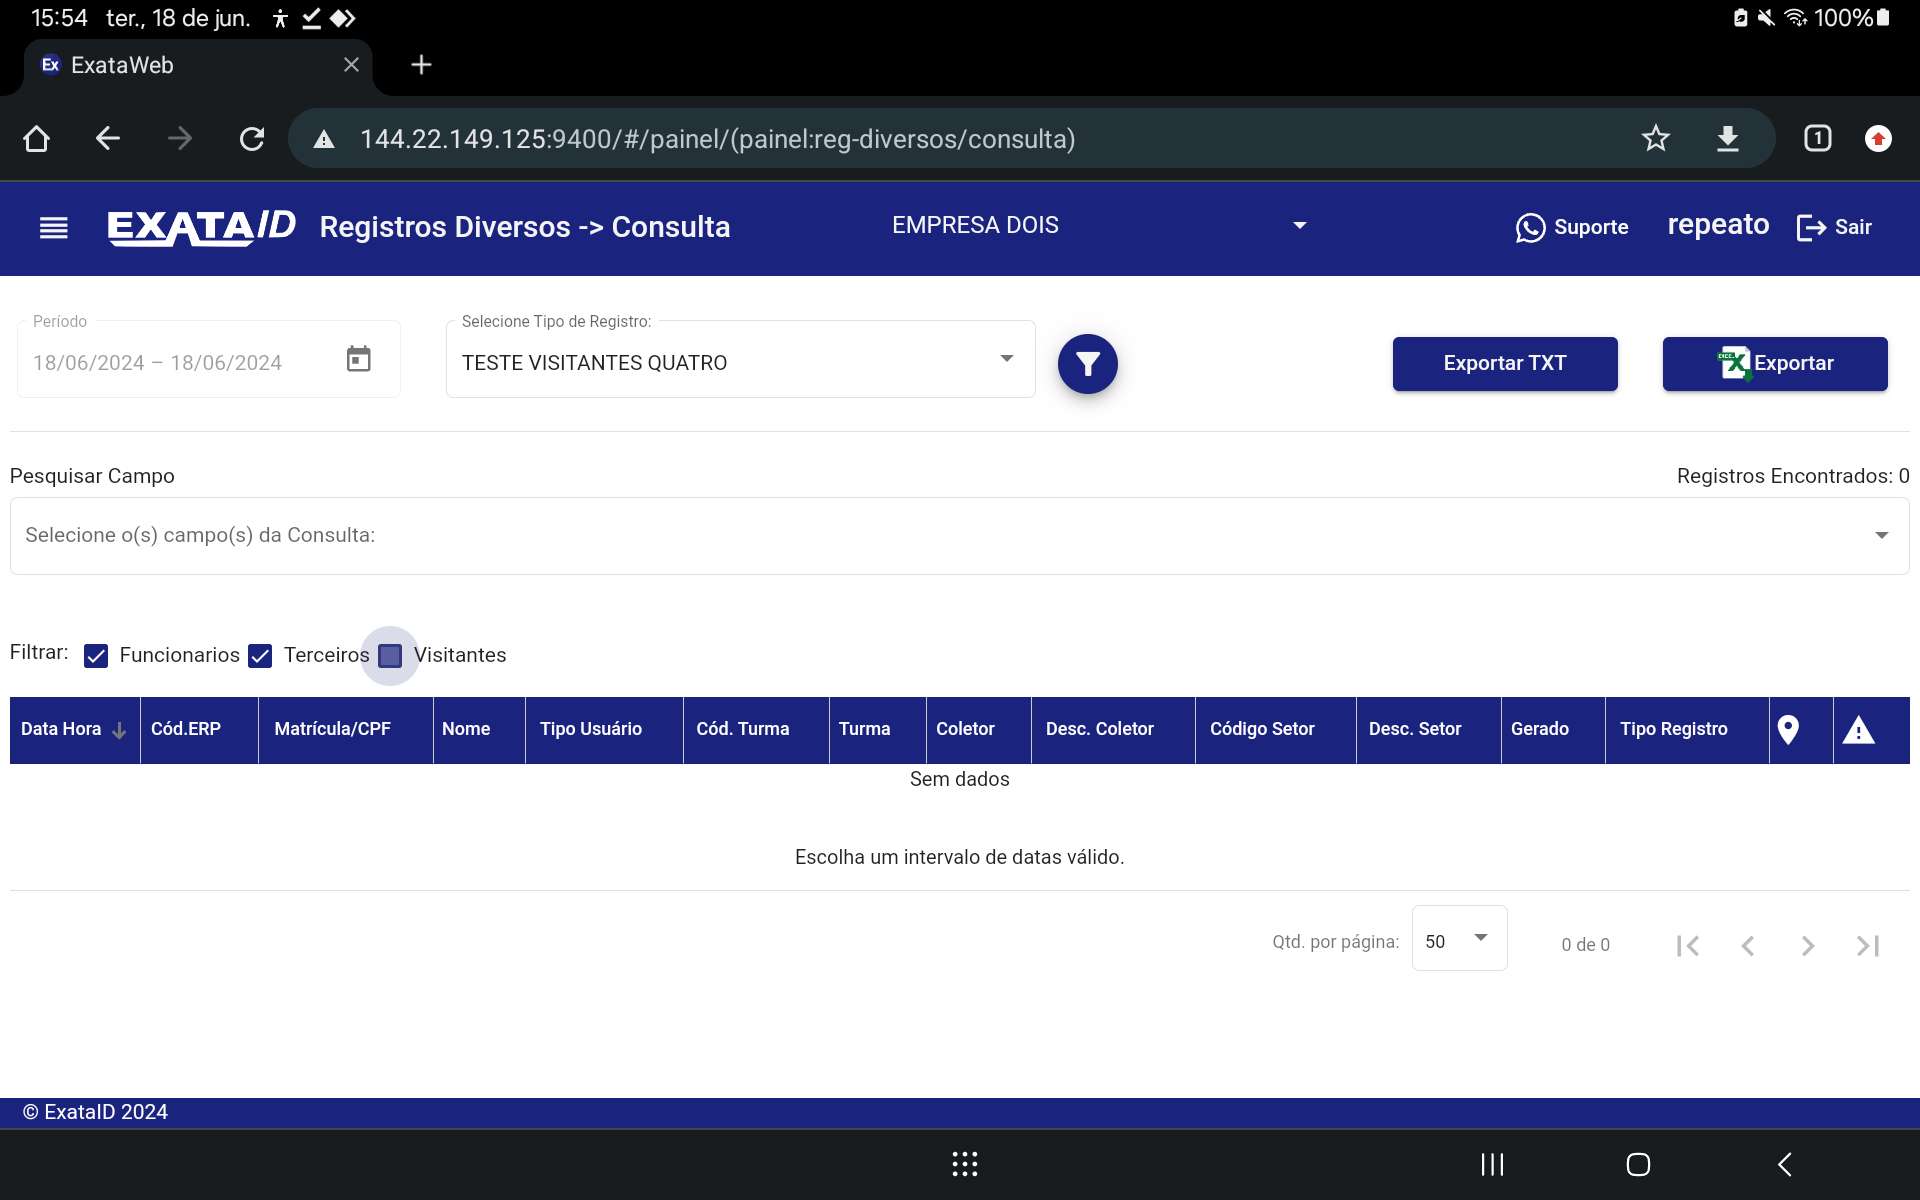 15:54 ter., 18 de jun. 100%
Ex ExataWeb
144.22.149.125:9400/#/painel/(painel:reg-diversos/consulta) 1
EXATAID Registros Diversos -> Consulta EMPRESA DOIS Suporte repeato Sair
Período Selecione Tipo de Registro:
18/06/2024 – 18/06/2024 TESTE VISITANTES QUATRO Exportar TXT Exportar
Pesquisar Campo Registros Encontrados: 0
Selecione o(s) campo(s) da Consulta:
Filtrar: Funcionarios Terceiros Visitantes
Data Hora Cód.ERP Matrícula/CPF Nome Tipo Usuário Cód. Turma Turma Coletor Desc. Coletor Código Setor Desc. Setor Gerado Tipo Registro
Sem dados
Escolha um intervalo de datas válido.
Qtd. por página: 50 0 de 0
© ExataID 2024